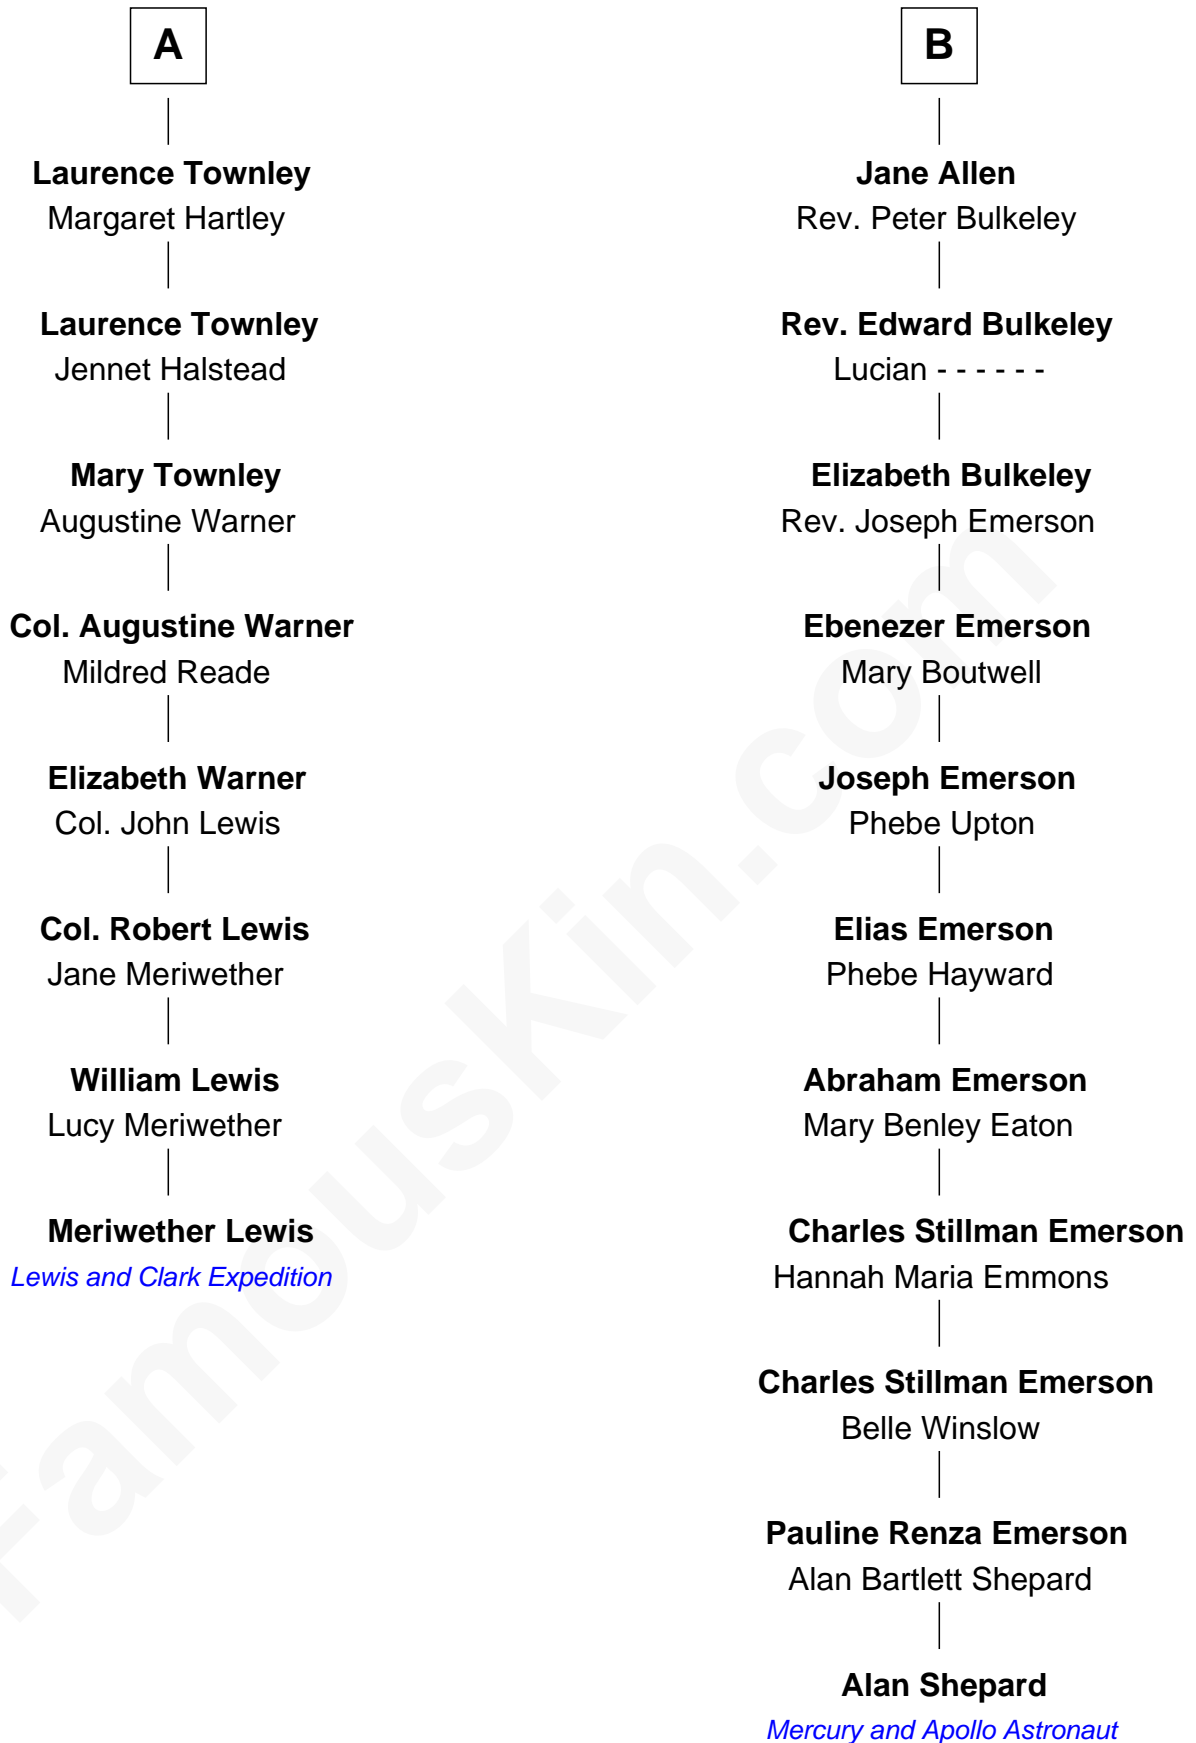 A
Laurence Townley
Margaret Hartley
Laurence Townley
Jennet Halstead
Mary Townley
Augustine Warner
Col. Augustine Warner
Mildred Reade
Elizabeth Warner
Col. John Lewis
Col. Robert Lewis
Jane Meriwether
William Lewis
Lucy Meriwether
Meriwether Lewis
Lewis and Clark Expedition
B
Jane Allen
Rev. Peter Bulkeley
Rev. Edward Bulkeley
Lucian - - - - - -
Elizabeth Bulkeley
Rev. Joseph Emerson
Ebenezer Emerson
Mary Boutwell
Joseph Emerson
Phebe Upton
Elias Emerson
Phebe Hayward
Abraham Emerson
Mary Benley Eaton
Charles Stillman Emerson
Hannah Maria Emmons
Charles Stillman Emerson
Belle Winslow
Pauline Renza Emerson
Alan Bartlett Shepard
Alan Shepard
Mercury and Apollo Astronaut
FamousKin.com